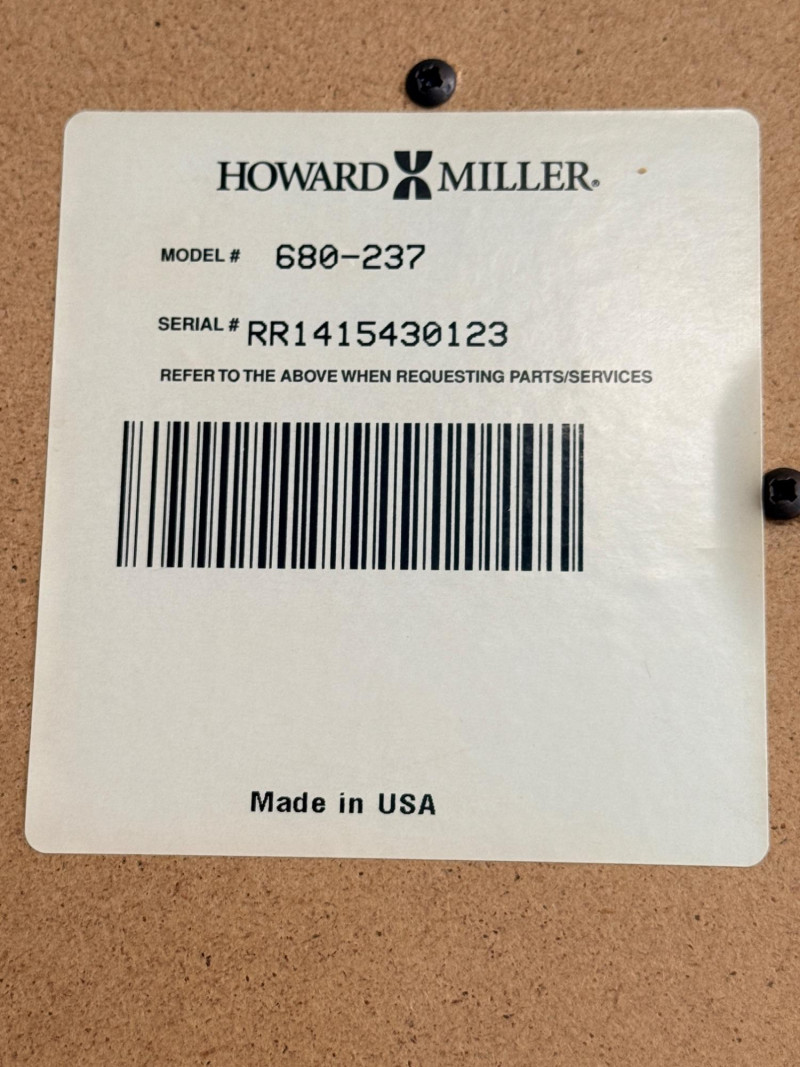 HOWARD MILLER®
MODEL # 680-237
SERIAL # RR1415430123
REFER TO THE ABOVE WHEN REQUESTING PARTS/SERVICES
Made in USA